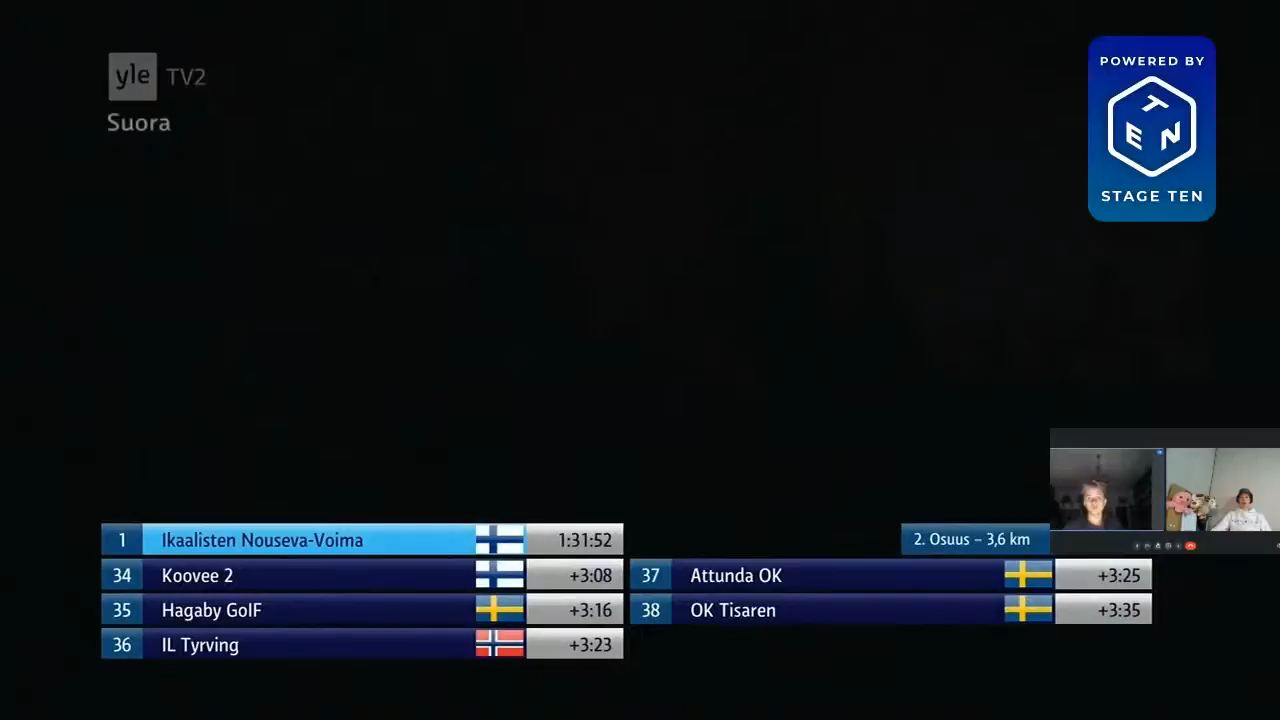 yle TV2
Suora
POWERED BY
TEN
STAGE TEN
2. Osuus – 3,6 km
1 Ikaalisten Nouseva-Voima 1:31:52
34 Koovee 2 +3:08
35 Hagaby GoIF +3:16
36 IL Tyrving +3:23
37 Attunda OK +3:25
38 OK Tisaren +3:35